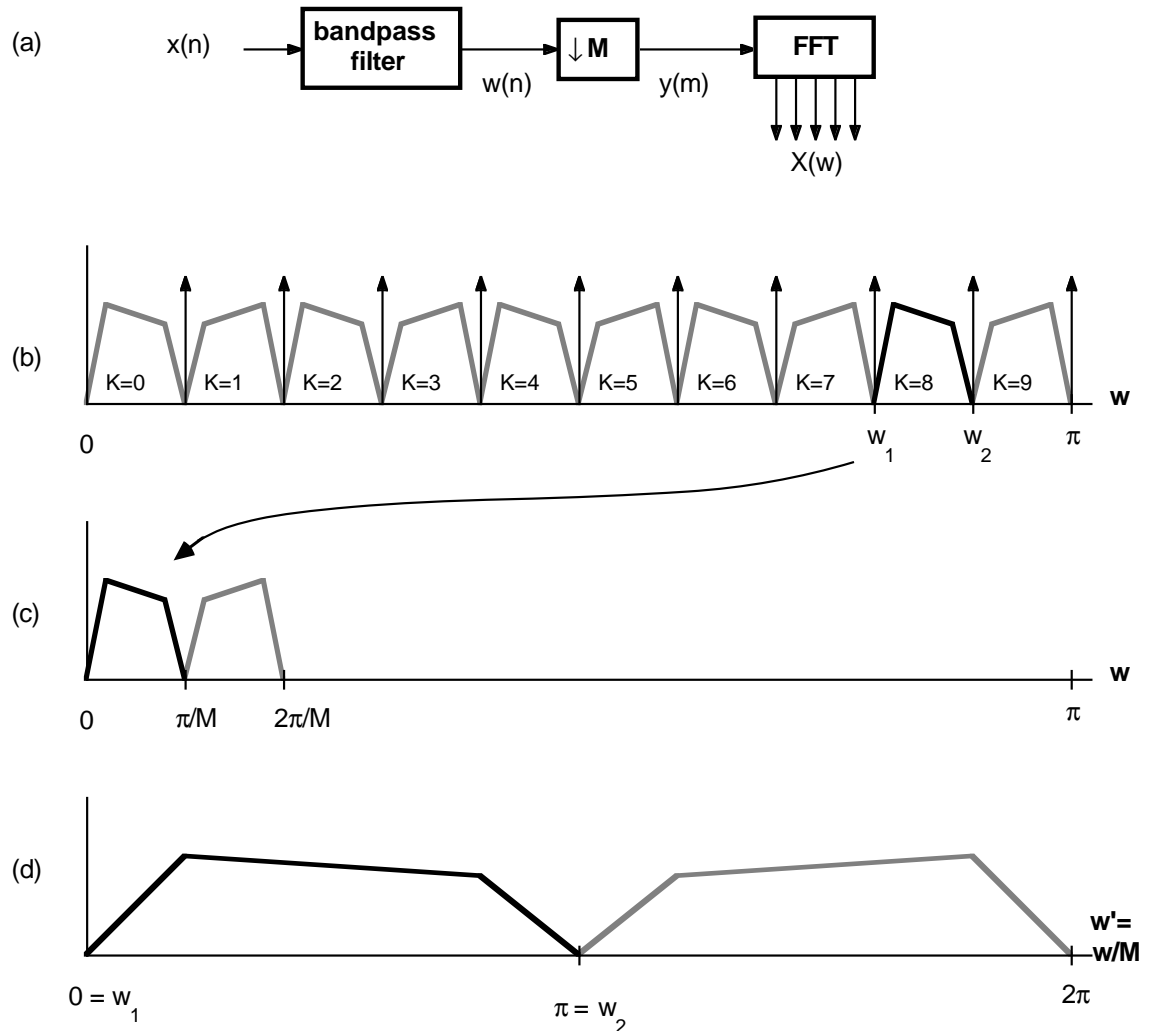 (a)
x(n)
bandpass filter
w(n)
↓M
y(m)
FFT
X(w)
(b)
K=0 K=1 K=2 K=3 K=4 K=5 K=6 K=7 K=8 K=9
w
0 w1 w2 π
(c)
w
0 π/M 2π/M π
(d)
w'=
w/M
0 = w1 π = w2 2π